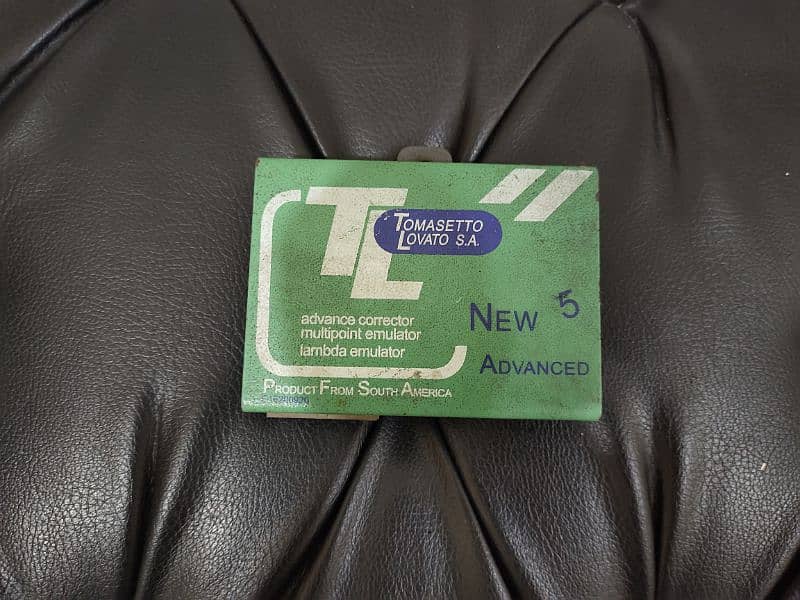 TL
TOMASETTO
LOVATO S.A.
advance corrector
multipoint emulator
lambda emulator
NEW 5
ADVANCED
PRODUCT FROM SOUTH AMERICA